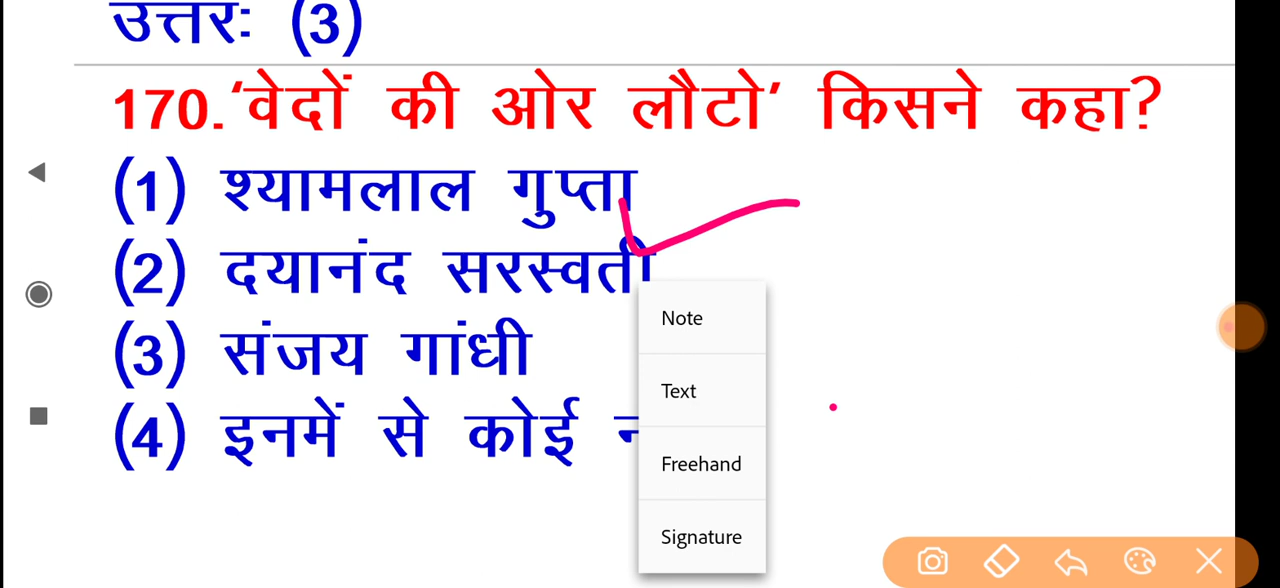 उत्तरः (3)
170. ‘वेदों की ओर लौटो’ किसने कहा?
(1) श्यामलाल गुप्ता
(2) दयानंद सरस्वती
(3) संजय गांधी
(4) इनमें से कोई
Note
Text
Freehand
Signature